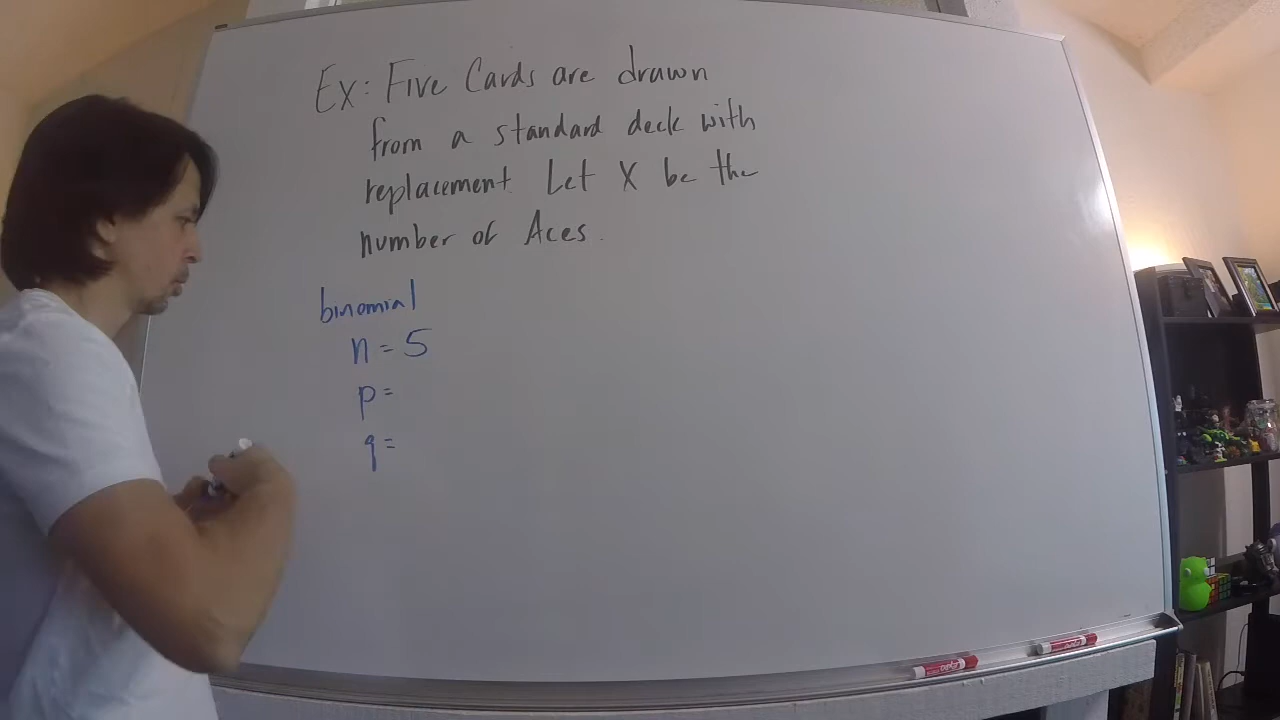 Ex: Five Cards are drawn
from a standard deck with
replacement. Let X be the
number of Aces.
binomial
n = 5
p =
q =